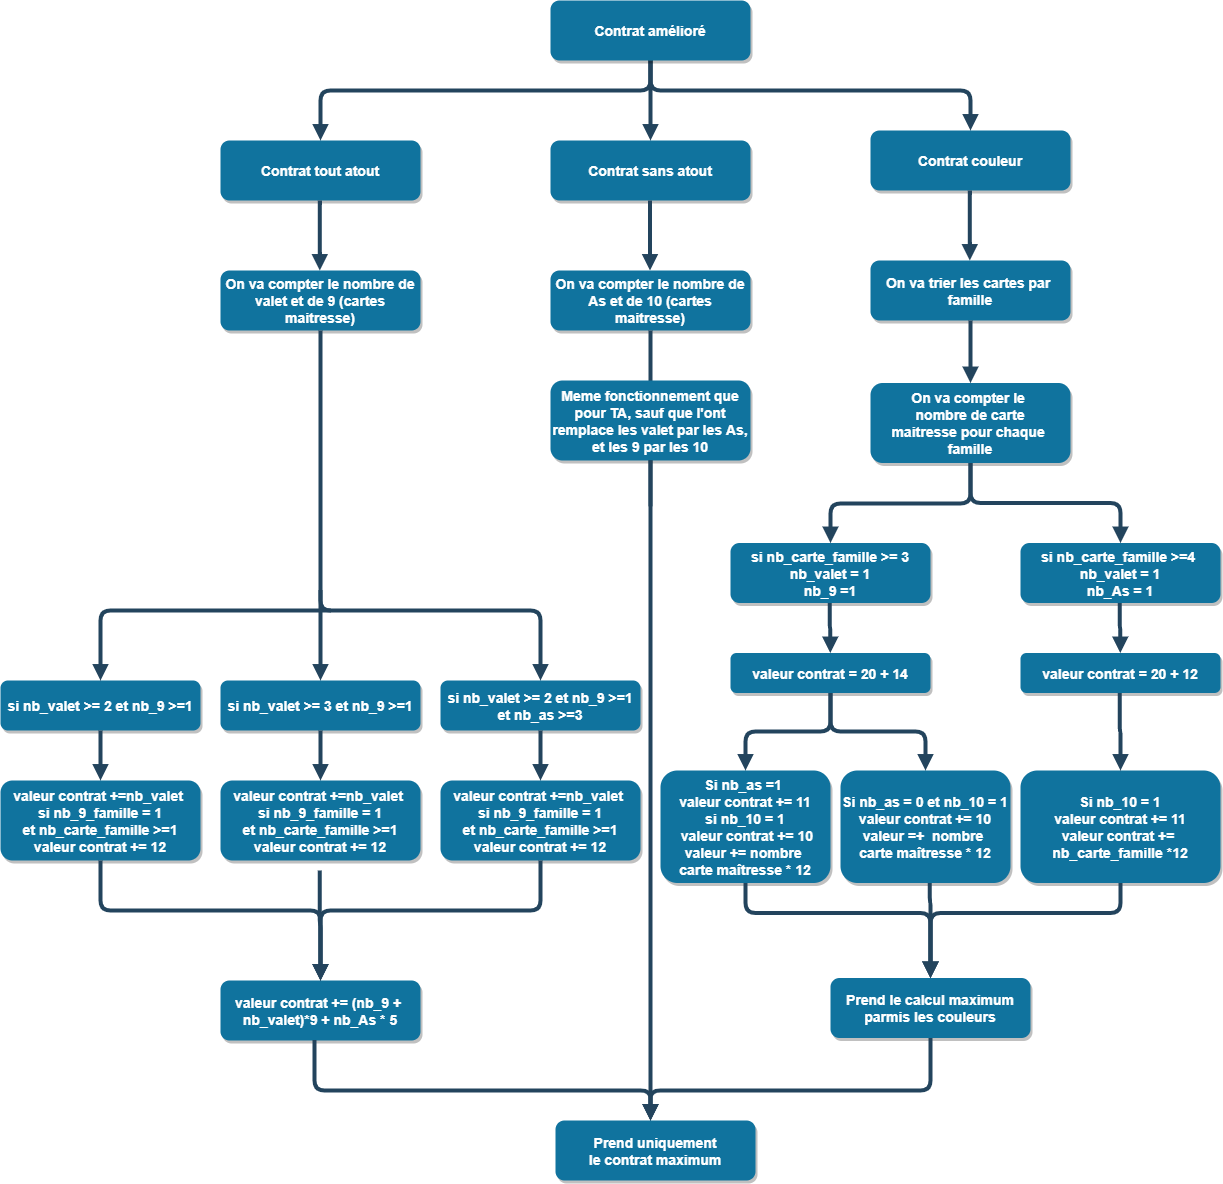 Contrat amélioré
Contrat tout atout
Contrat sans atout
Contrat couleur
On va compter le nombre de
valet et de 9 (cartes
maitresse)
On va compter le nombre de
As et de 10 (cartes
maitresse)
On va trier les cartes par
famille
Meme fonctionnement que
pour TA, sauf que l'ont
remplace les valet par les As,
et les 9 par les 10
On va compter le
nombre de carte
maitresse pour chaque
famille
si nb_carte_famille >= 3
nb_valet = 1
nb_9 =1
si nb_carte_famille >=4
nb_valet = 1
nb_As = 1
valeur contrat = 20 + 14
valeur contrat = 20 + 12
si nb_valet >= 2 et nb_9 >=1
si nb_valet >= 3 et nb_9 >=1
si nb_valet >= 2 et nb_9 >=1
et nb_as >=3
valeur contrat +=nb_valet
si nb_9_famille = 1
et nb_carte_famille >=1
valeur contrat += 12
valeur contrat +=nb_valet
si nb_9_famille = 1
et nb_carte_famille >=1
valeur contrat += 12
valeur contrat +=nb_valet
si nb_9_famille = 1
et nb_carte_famille >=1
valeur contrat += 12
Si nb_as =1
valeur contrat += 11
si nb_10 = 1
valeur contrat += 10
valeur += nombre
carte maîtresse * 12
Si nb_as = 0 et nb_10 = 1
valeur contrat += 10
valeur =+ nombre
carte maîtresse * 12
Si nb_10 = 1
valeur contrat += 11
valeur contrat +=
nb_carte_famille *12
valeur contrat += (nb_9 +
nb_valet)*9 + nb_As * 5
Prend le calcul maximum
parmis les couleurs
Prend uniquement
le contrat maximum